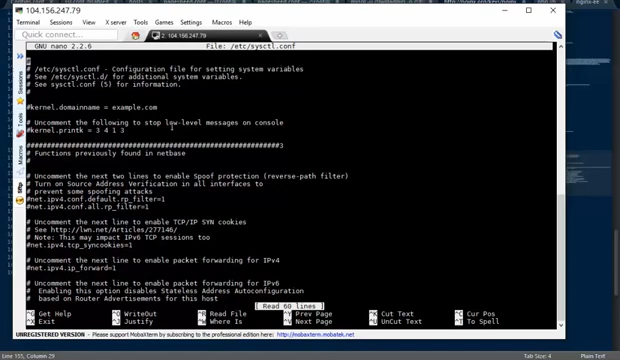 104.156.247.79
Terminal Sessions View X server Tools Games Settings Macros Help
Quick connect... 2: 104.156.247.79
GNU nano 2.2.6 File: /etc/sysctl.conf
#
# /etc/sysctl.conf - Configuration file for setting system variables
# See /etc/sysctl.d/ for additional system variables.
# See sysctl.conf (5) for information.
#
#kernel.domainname = example.com
# Uncomment the following to stop low-level messages on console
#kernel.printk = 3 4 1 3
##############################################################3
# Functions previously found in netbase
#
# Uncomment the next two lines to enable Spoof protection (reverse-path filter)
# Turn on Source Address Verification in all interfaces to
# prevent some spoofing attacks
#net.ipv4.conf.default.rp_filter=1
#net.ipv4.conf.all.rp_filter=1
# Uncomment the next line to enable TCP/IP SYN cookies
# See http://lwn.net/Articles/277146/
# Note: This may impact IPv6 TCP sessions too
#net.ipv4.tcp_syncookies=1
# Uncomment the next line to enable packet forwarding for IPv4
#net.ipv4.ip_forward=1
# Uncomment the next line to enable packet forwarding for IPv6
# Enabling this option disables Stateless Address Autoconfiguration
# based on Router Advertisements for this host
[ Read 60 lines ]
^G Get Help ^O WriteOut ^R Read File ^Y Prev Page ^K Cut Text ^C Cur Pos
^X Exit ^J Justify ^W Where Is ^V Next Page ^U UnCut Text ^T To Spell
UNREGISTERED VERSION - Please support MobaXterm by subscribing to the professional edition here: http://mobaxterm.mobatek.net
Sessions
Tools
Macros
Sftp
nginx-ee
155, Column 29 Tab Size: 4 Plain Text